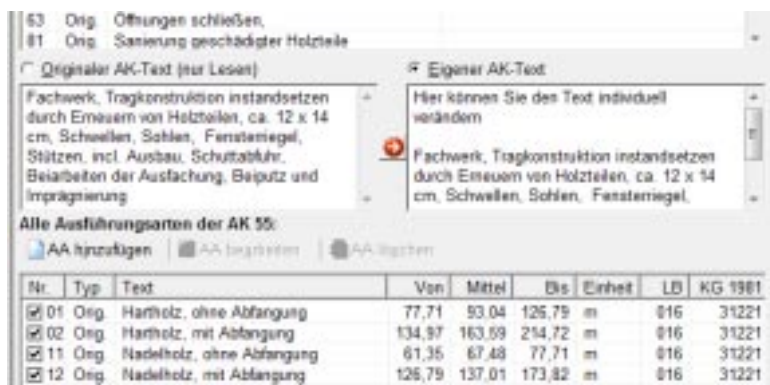 63 Orig. Öffnungen schließen,
81 Orig. Sanierung geschädigter Holzteile
Originaler AK-Text (nur Lesen)
Eigener AK-Text
Fachwerk, Tragkonstruktion instandsetzen
durch Erneuern von Holzteilen, ca. 12 x 14
cm, Schwellen, Sohlen, Fensterriegel,
Stützen, incl. Ausbau, Schuttabfuhr,
Beiarbeiten der Ausfachung, Beiputz und
Imprägnierung
Hier können Sie den Text individuell
verändern
Fachwerk, Tragkonstruktion instandsetzen
durch Erneuern von Holzteilen, ca. 12 x 14
cm, Schwellen, Sohlen, Fensterriegel,
Alle Ausführungsarten der AK 55:
AA hinzufügen AA bearbeiten AA löschen
Nr. Typ Text Von Mittel Bis Einheit LB KG 1981
01 Orig. Hartholz, ohne Abfangung 77,71 93,04 126,79 m 016 31221
02 Orig. Hartholz, mit Abfangung 134,97 163,59 214,72 m 016 31221
11 Orig. Nadelholz, ohne Abfangung 61,35 67,48 77,71 m 016 31221
12 Orig. Nadelholz, mit Abfangung 126,79 137,01 173,82 m 016 31221